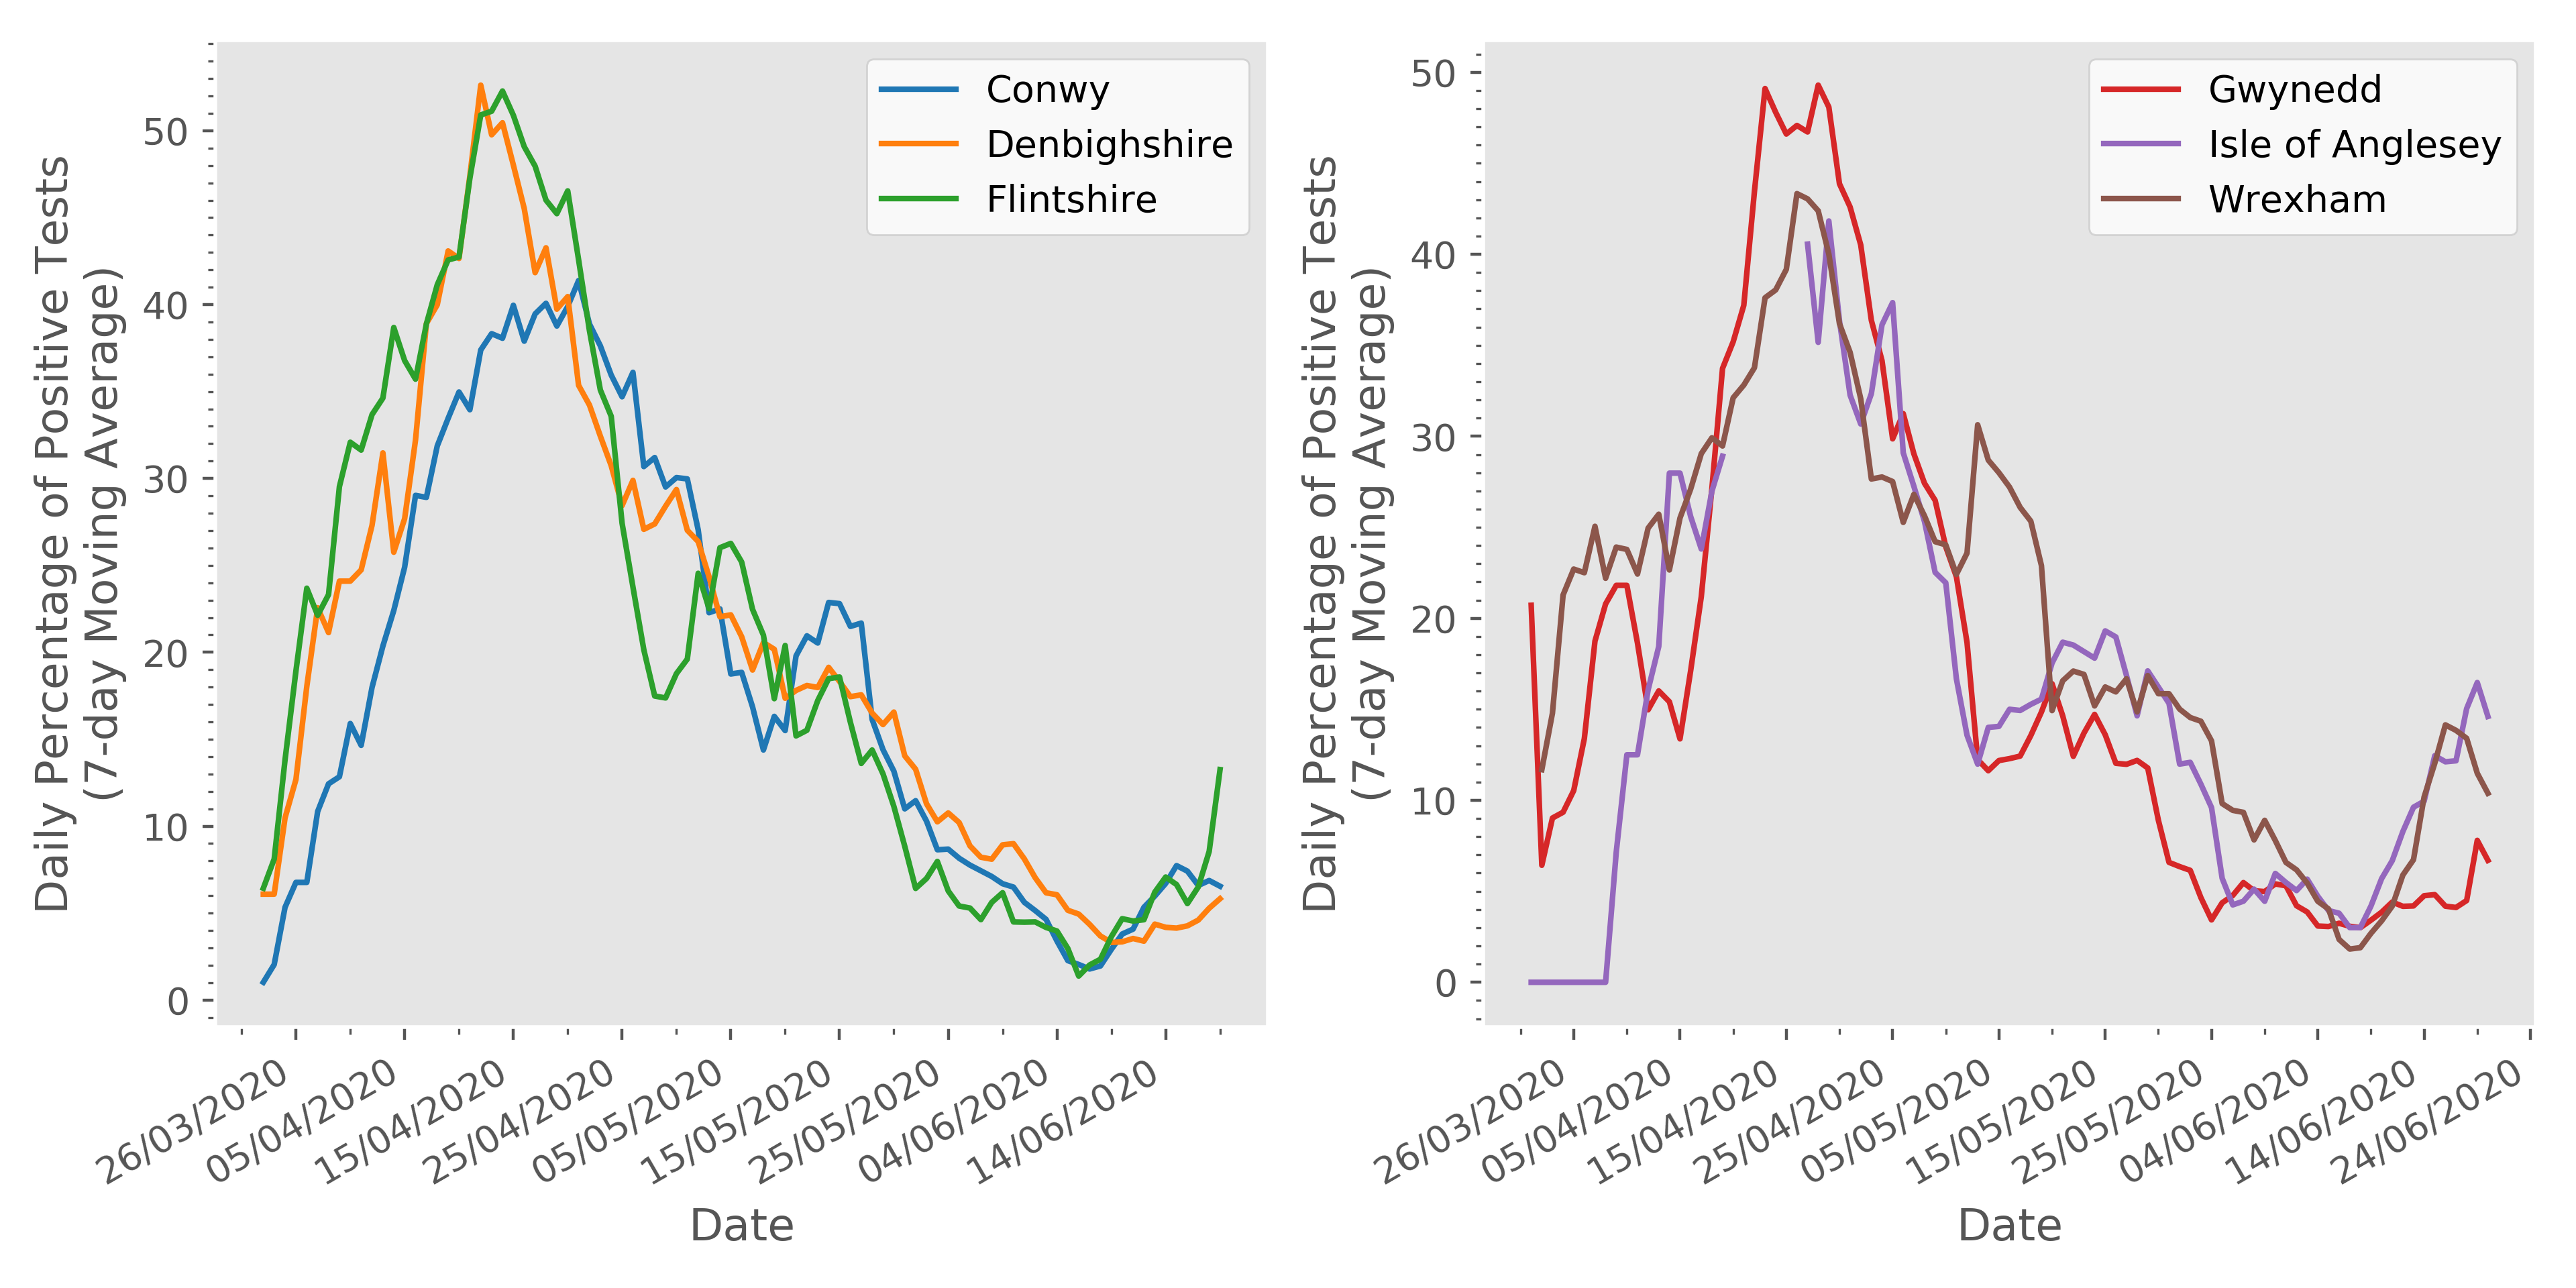 Daily Percentage of Positive Tests
(7-day Moving Average)
50
40
30
20
10
0
Conwy
Denbighshire
Flintshire
26/03/2020
05/04/2020
15/04/2020
25/04/2020
05/05/2020
15/05/2020
25/05/2020
04/06/2020
14/06/2020
Date
Daily Percentage of Positive Tests
(7-day Moving Average)
50
40
30
20
10
0
Gwynedd
Isle of Anglesey
Wrexham
26/03/2020
05/04/2020
15/04/2020
25/04/2020
05/05/2020
15/05/2020
25/05/2020
04/06/2020
14/06/2020
24/06/2020
Date